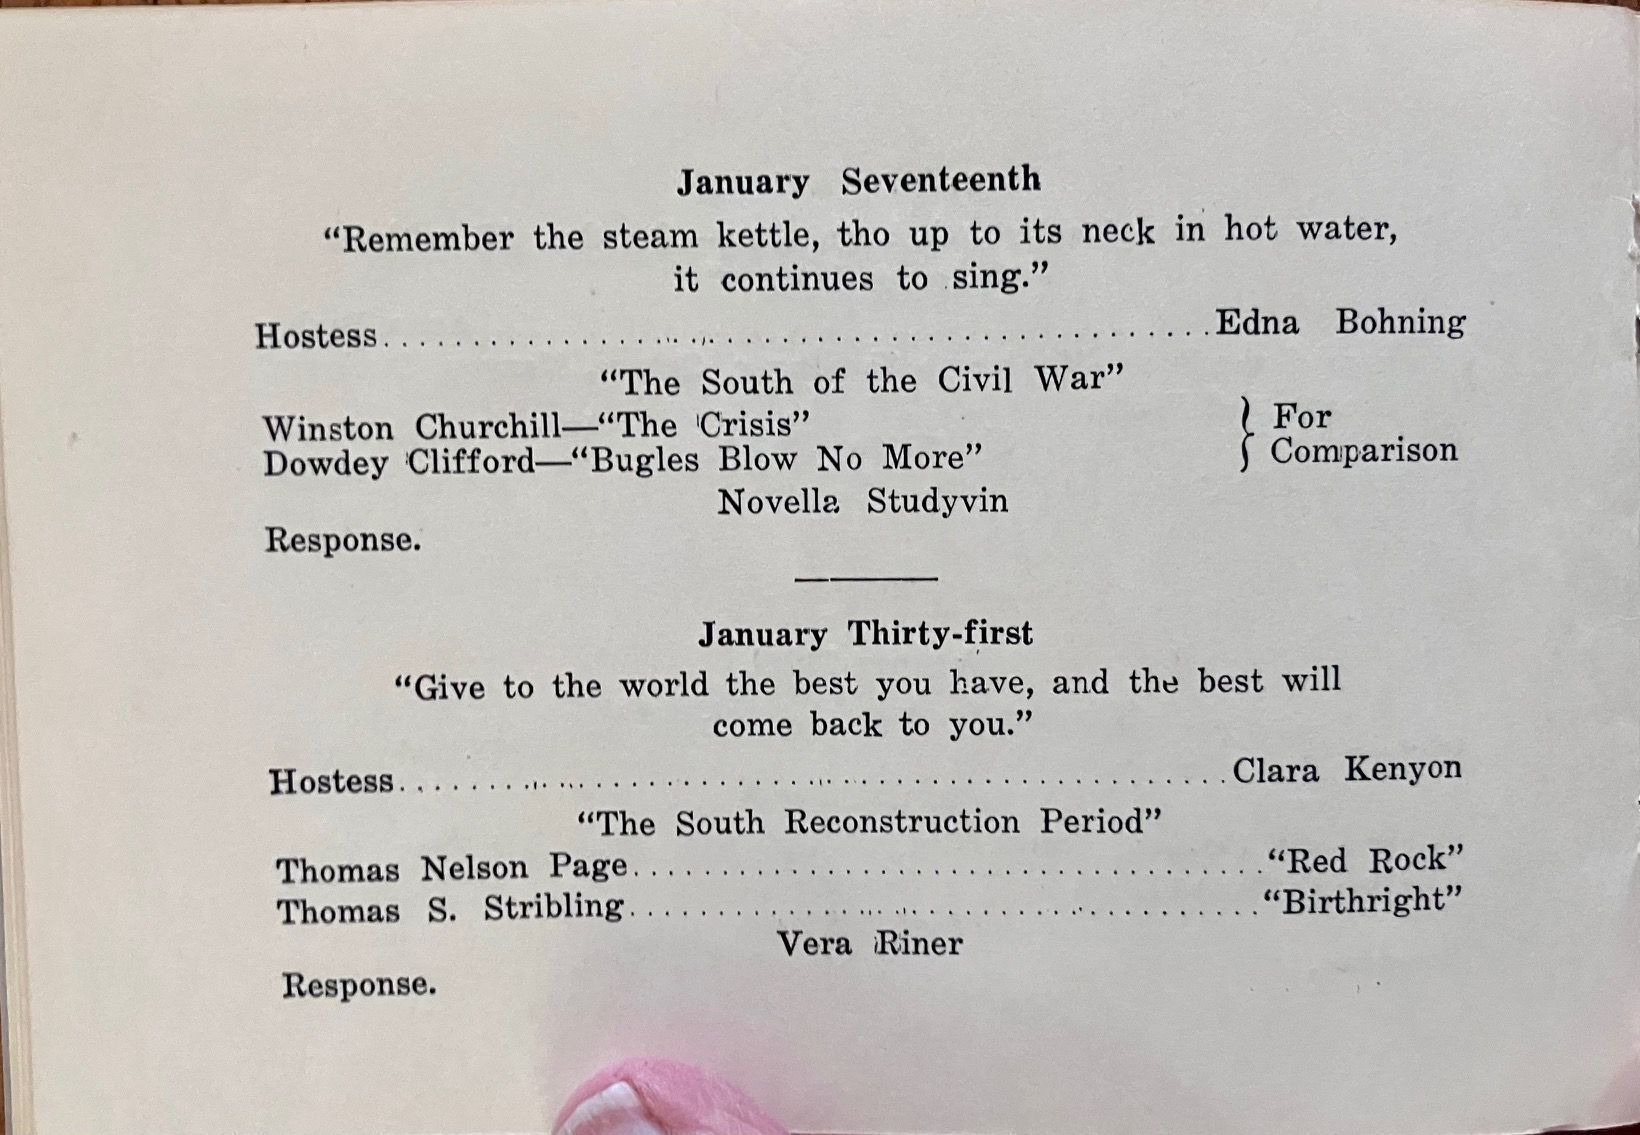 January Seventeenth
“Remember the steam kettle, tho up to its neck in hot water,
it continues to sing.”
Hostess........................................................Edna Bohning
“The South of the Civil War”
Winston Churchill—“The Crisis” } For
Dowdey Clifford—“Bugles Blow No More” } Comparison
Novella Studyvin
Response.
January Thirty-first
“Give to the world the best you have, and the best will
come back to you.”
Hostess........................................................Clara Kenyon
“The South Reconstruction Period”
Thomas Nelson Page...........................................“Red Rock”
Thomas S. Stribling...........................................“Birthright”
Vera Riner
Response.